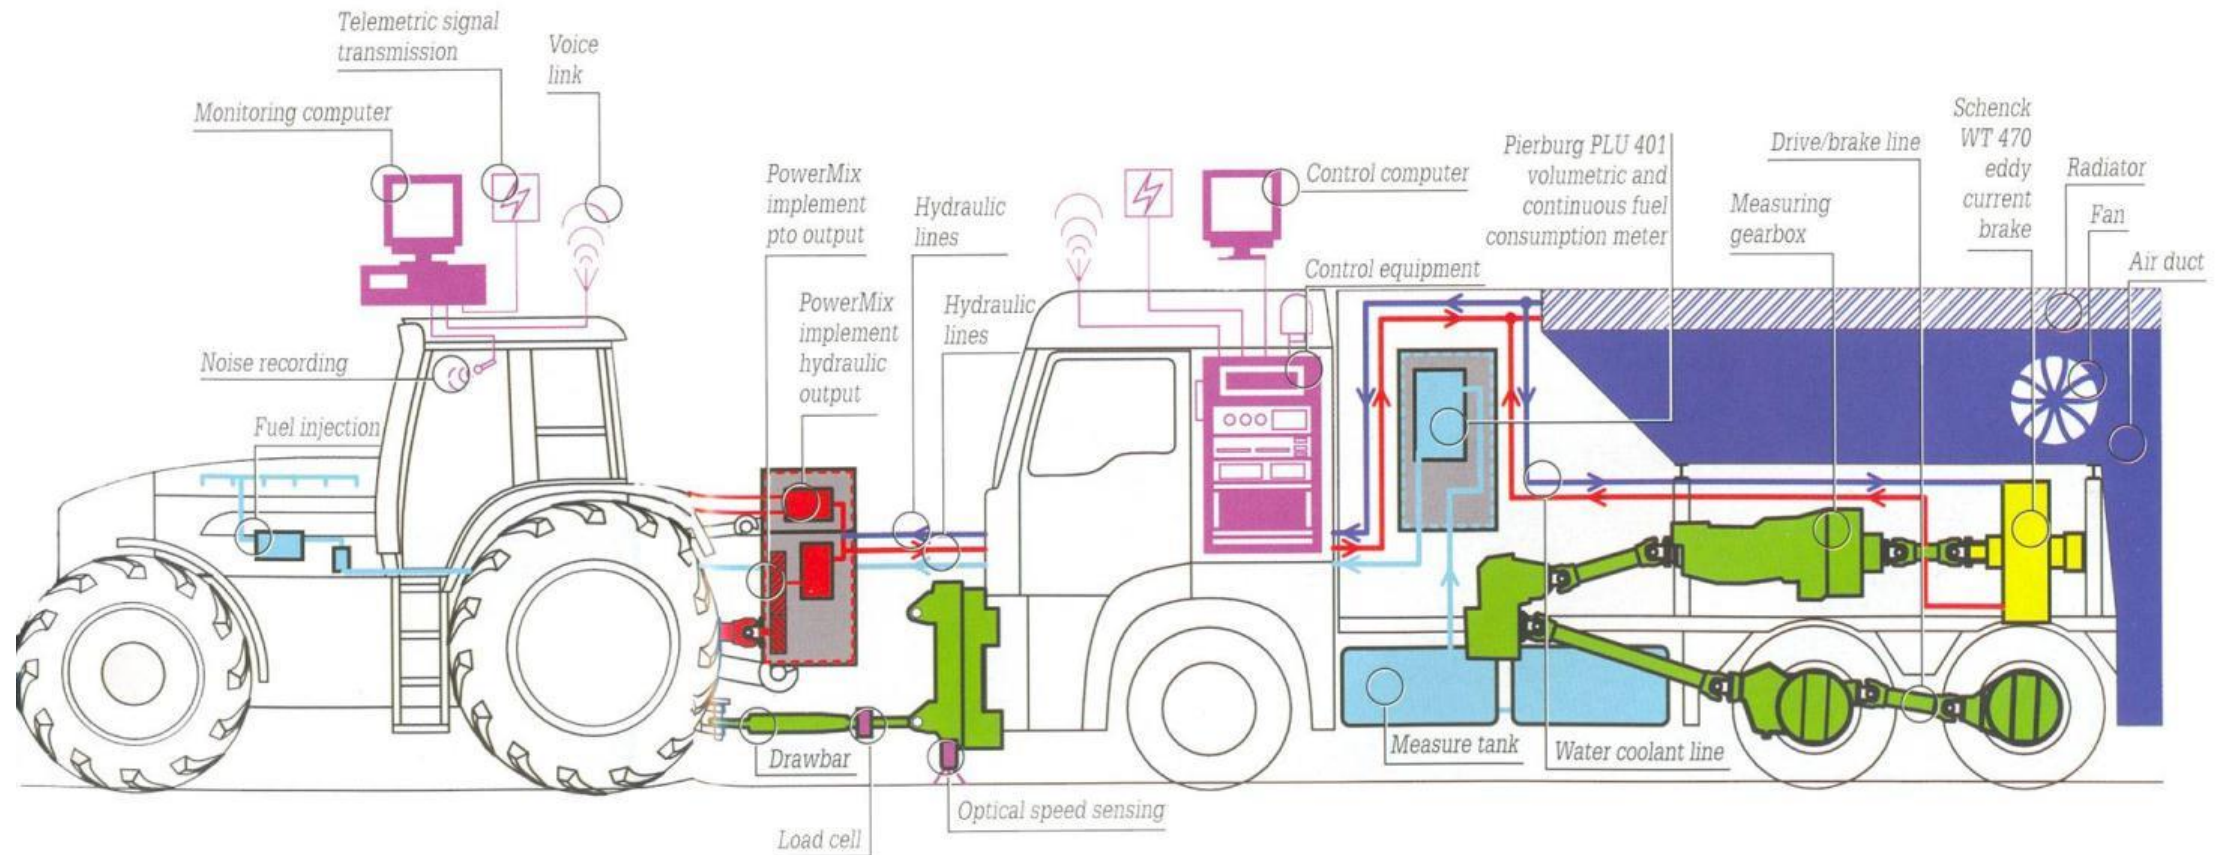 Telemetric signal
transmission
Voice
link
Monitoring computer
Noise recording
Fuel injection
PowerMix
implement
pto output
PowerMix
implement
hydraulic
output
Hydraulic
lines
Hydraulic
lines
Control computer
Control equipment
Pierburg PLU 401
volumetric and
continuous fuel
consumption meter
Drive/brake line
Measuring
gearbox
Schenck
WT 470
eddy
current
brake
Radiator
Fan
Air duct
Drawbar
Load cell
Optical speed sensing
Measure tank
Water coolant line